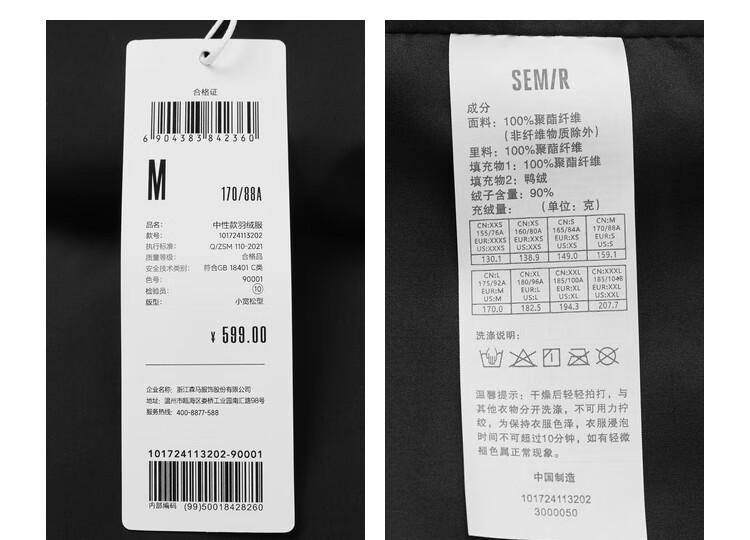 合格证
6 904383 842360
M
170/88A
品名: 中性款羽绒服
款号: 101724113202
执行标准: Q/ZSM 110-2021
质量等级: 合格品
安全技术类别: 符合GB 18401 C类
色号: 90001
检验员: 10
版型: 小宽松型
¥ 599.00
企业名称: 浙江森马服饰股份有限公司
地址: 温州市瓯海区娄桥工业园南汇路98号
服务热线: 400-8877-588
101724113202-90001
内部编码 (99)50018428260
SEM/R
成分
面料: 100%聚酯纤维
(非纤维物质除外)
里料: 100%聚酯纤维
填充物1: 100%聚酯纤维
填充物2: 鸭绒
绒子含量: 90%
充绒量: (单位: 克)
CN:XXS CN:XS CN:S CN:M
155/76A 160/80A 165/84A 170/88A
EUR:XXXS EUR:XXS EUR:XS EUR:S
US:XXXS US:XXS US:XS US:S
130.1 138.9 149.0 159.1
CN:L CN:XL CN:XXL CN:XXXL
175/92A 180/96A 185/100A 185/104B
EUR:M EUR:L EUR:XL EUR:XXL
US:M US:L US:XL US:XXL
170.0 182.5 194.3 207.7
洗涤说明:
温馨提示: 干燥后轻轻拍打, 与
其他衣物分开洗涤, 不可用力拧
绞, 为保持衣服色泽, 衣服浸泡
时间不可超过10分钟, 如有轻微
褪色属正常现象。
中国制造
101724113202
3000050